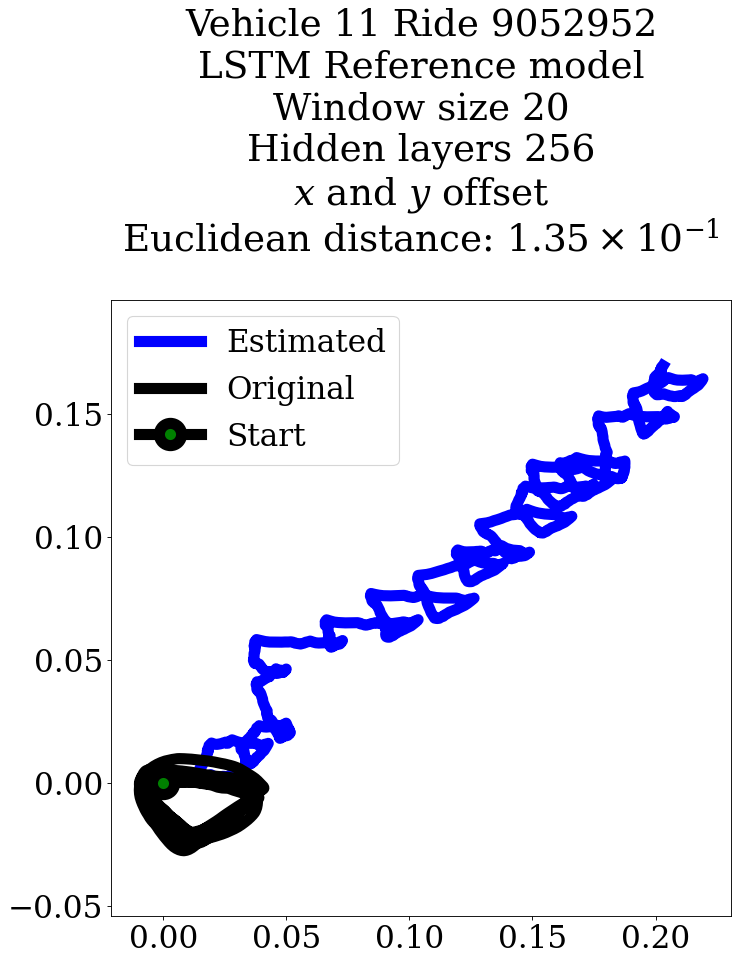 Vehicle 11 Ride 9052952
LSTM Reference model
Window size 20
Hidden layers 256
x and y offset
Euclidean distance: 1.35 × 10⁻¹
Estimated
Original
Start
0.15
0.10
0.05
0.00
−0.05
0.00 0.05 0.10 0.15 0.20